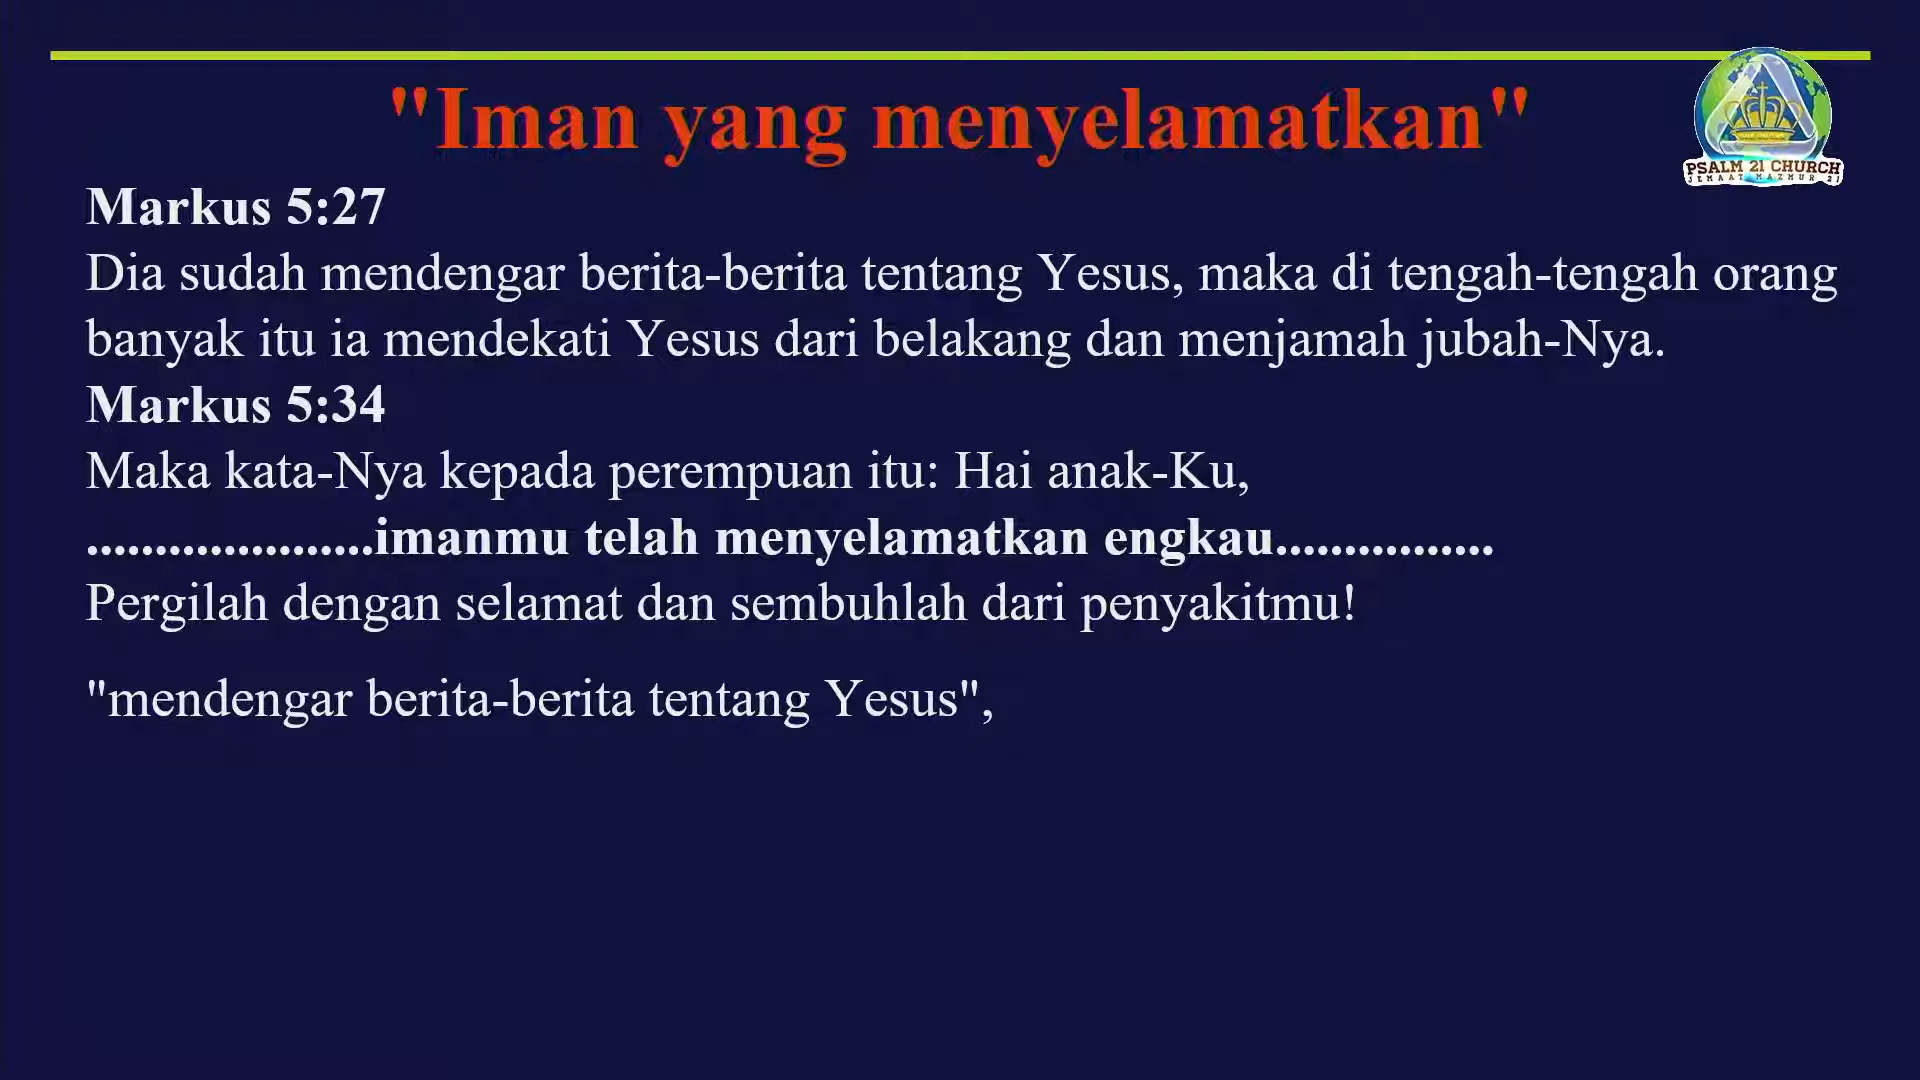 "Iman yang menyelamatkan"
PSALM 21 CHURCH
JEMAAT MAZMUR 21
Markus 5:27
Dia sudah mendengar berita-berita tentang Yesus, maka di tengah-tengah orang
banyak itu ia mendekati Yesus dari belakang dan menjamah jubah-Nya.
Markus 5:34
Maka kata-Nya kepada perempuan itu: Hai anak-Ku,
.....................imanmu telah menyelamatkan engkau................
Pergilah dengan selamat dan sembuhlah dari penyakitmu!
"mendengar berita-berita tentang Yesus",